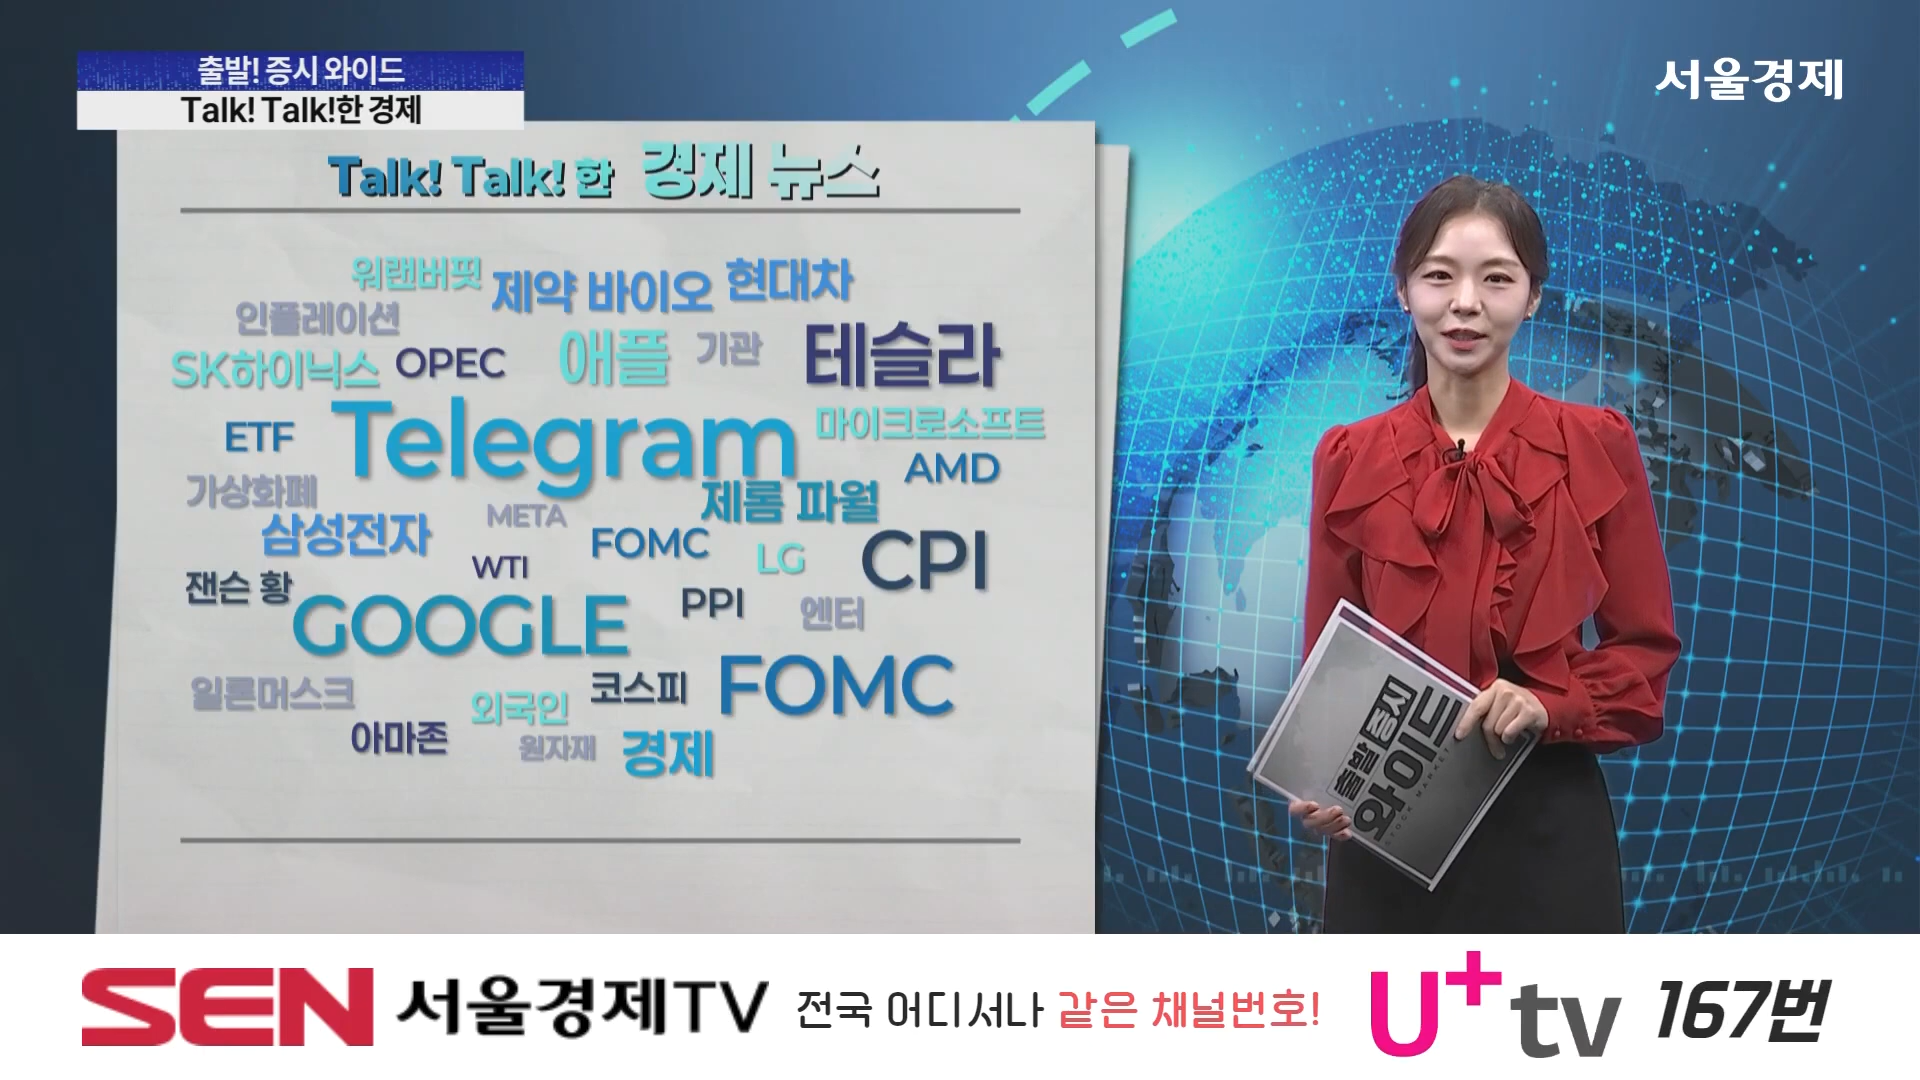 출발! 증시 와이드
Talk! Talk!한 경제
서울경제
Talk! Talk! 한 경제 뉴스
워랜버핏 제약 바이오 현대차
인플레이션 애플 기관 테슬라
SK하이닉스 OPEC
ETF Telegram 마이크로소프트
AMD
가상화폐 META 제롬 파월
삼성전자 FOMC LG CPI
WTI
잰슨 황 GOOGLE PPI 엔터
일론머스크 외국인 코스피 FOMC
아마존 원자재 경제
출발 증시
와이드
STOCK MARKET
SEN 서울경제TV 전국 어디서나 같은 채널번호! U+tv 167번